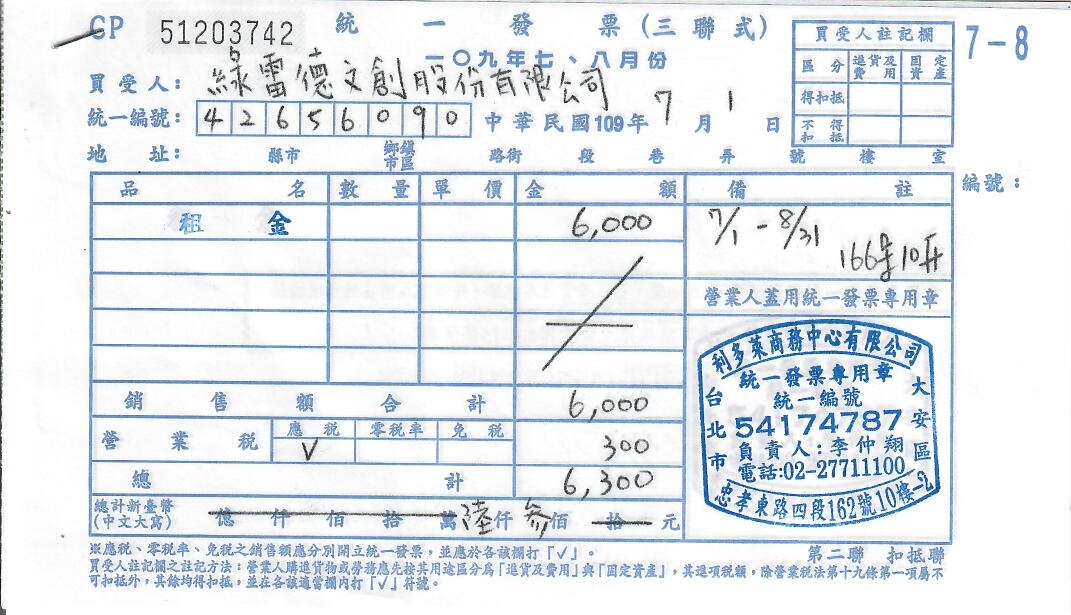 GP 51203742 統一發票(三聯式)
一〇九年七、八月份
7-8
買受人註記欄
區分 進貨及費用 固定資產
得扣抵
不得扣抵
買受人: 綠雷德文創股份有限公司
統一編號: 42656090 中華民國109年7月1日
地址: 縣市 鄉鎮市區 路街 段 巷 弄 號 樓 室
品名 數量 單價 金額 備註 編號:
租金 6,000 7/1-8/31
營業人蓋用統一發票專用章
銷售額合計 6,000
營業稅 應稅 零稅率 免稅
V 300
總計 6,300
總計新臺幣(中文大寫) 億仟佰拾萬陸仟參佰拾元
利多萊商務中心有限公司
統一發票專用章
統一編號
54174787
負責人:李仲翔
電話:02-27711100
台北市 大安區
忠孝東路四段162號10樓-2
※應稅、零稅率、免稅之銷售額應分別開立統一發票,並應於各該欄打「V」。
第二聯 扣抵聯
買受人註記欄之註記方法:營業人購進貨物或勞務應先按其用途區分為「進貨及費用」與「固定資產」,其進項稅額,除營業稅法第十九條第一項屬不
可扣抵外,其餘均得扣抵,並在各該適當欄內打「V」符號。